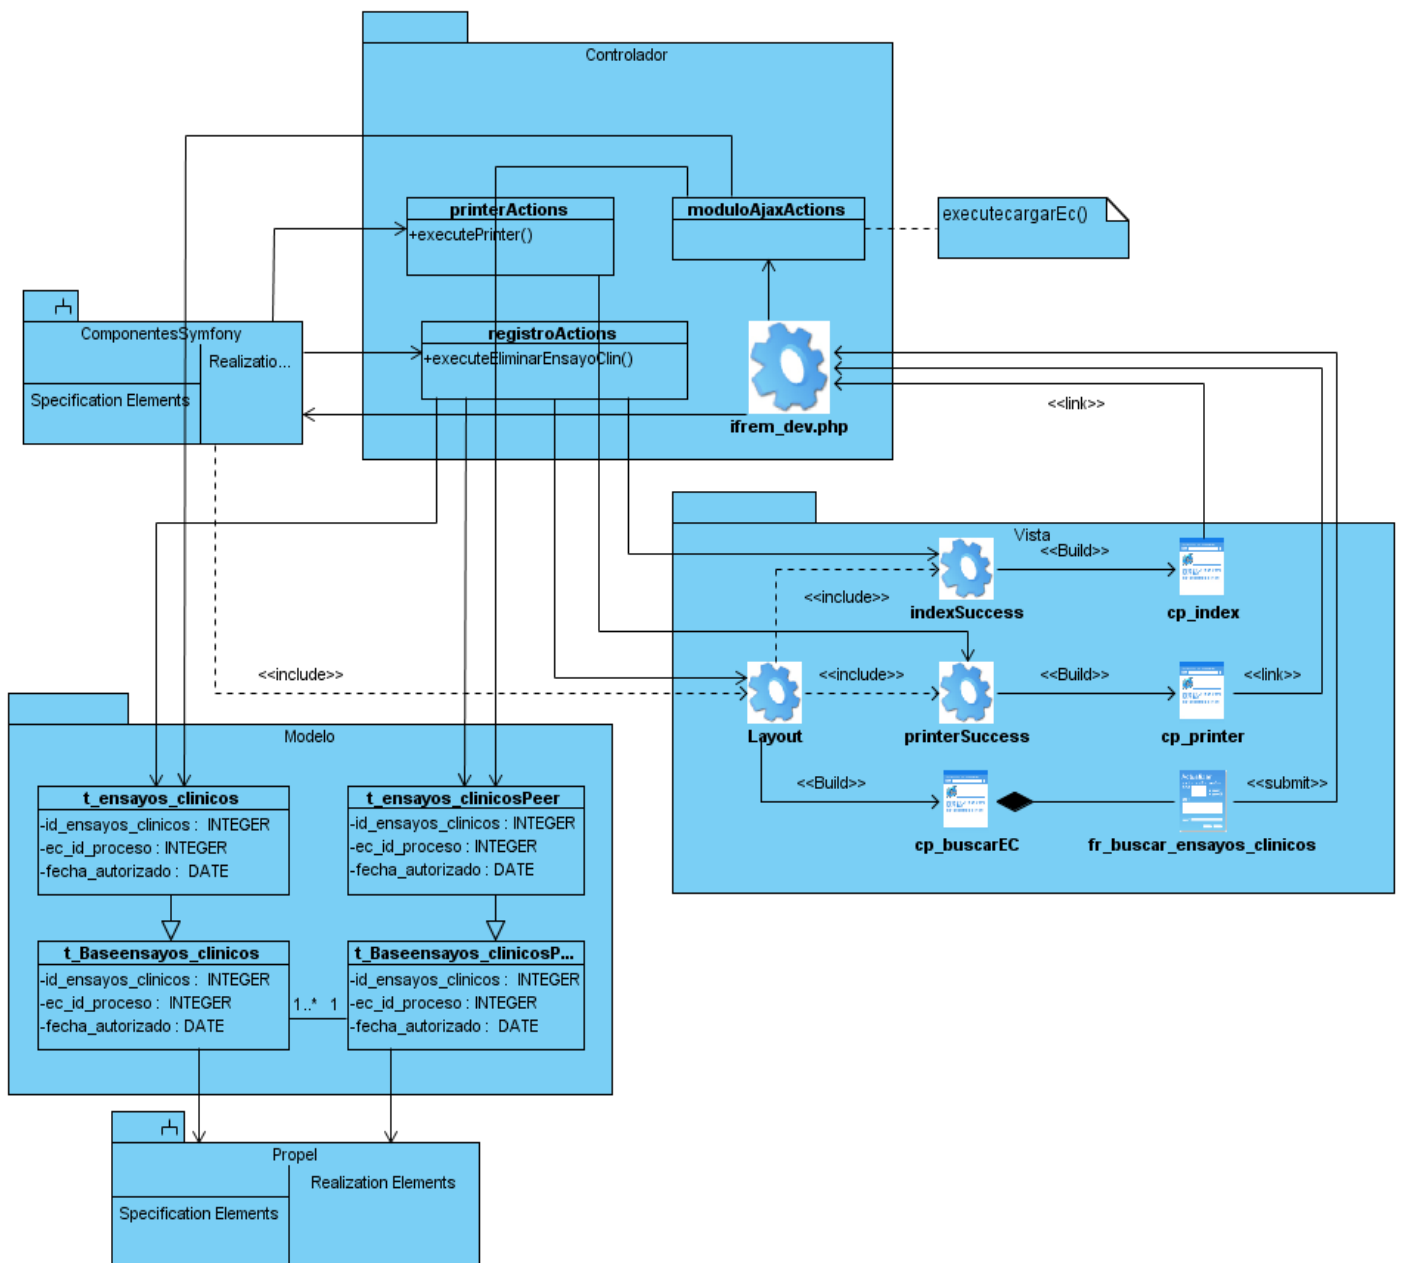 Controlador
printerActions
+executePrinter()
moduloAjaxActions
executecargarEc()
ComponentesSymfony
Realizatio...
Specification Elements
registroActions
+executeEliminarEnsayoClin()
ifrem_dev.php
<<link>>
Vista
indexSuccess
<<Build>>
cp_index
<<include>>
<<include>>
Layout
<<include>>
printerSuccess
<<Build>>
cp_printer
<<link>>
<<Build>>
cp_buscarEC
fr_buscar_ensayos_clinicos
<<submit>>
Modelo
t_ensayos_clinicos
-id_ensayos_clinicos : INTEGER
-ec_id_proceso : INTEGER
-fecha_autorizado : DATE
t_ensayos_clinicosPeer
-id_ensayos_clinicos : INTEGER
-ec_id_proceso : INTEGER
-fecha_autorizado : DATE
t_Baseensayos_clinicos
-id_ensayos_clinicos : INTEGER
-ec_id_proceso : INTEGER
-fecha_autorizado : DATE
1..* 1
t_Baseensayos_clinicosP...
-id_ensayos_clinicos : INTEGER
-ec_id_proceso : INTEGER
-fecha_autorizado : DATE
Propel
Realization Elements
Specification Elements